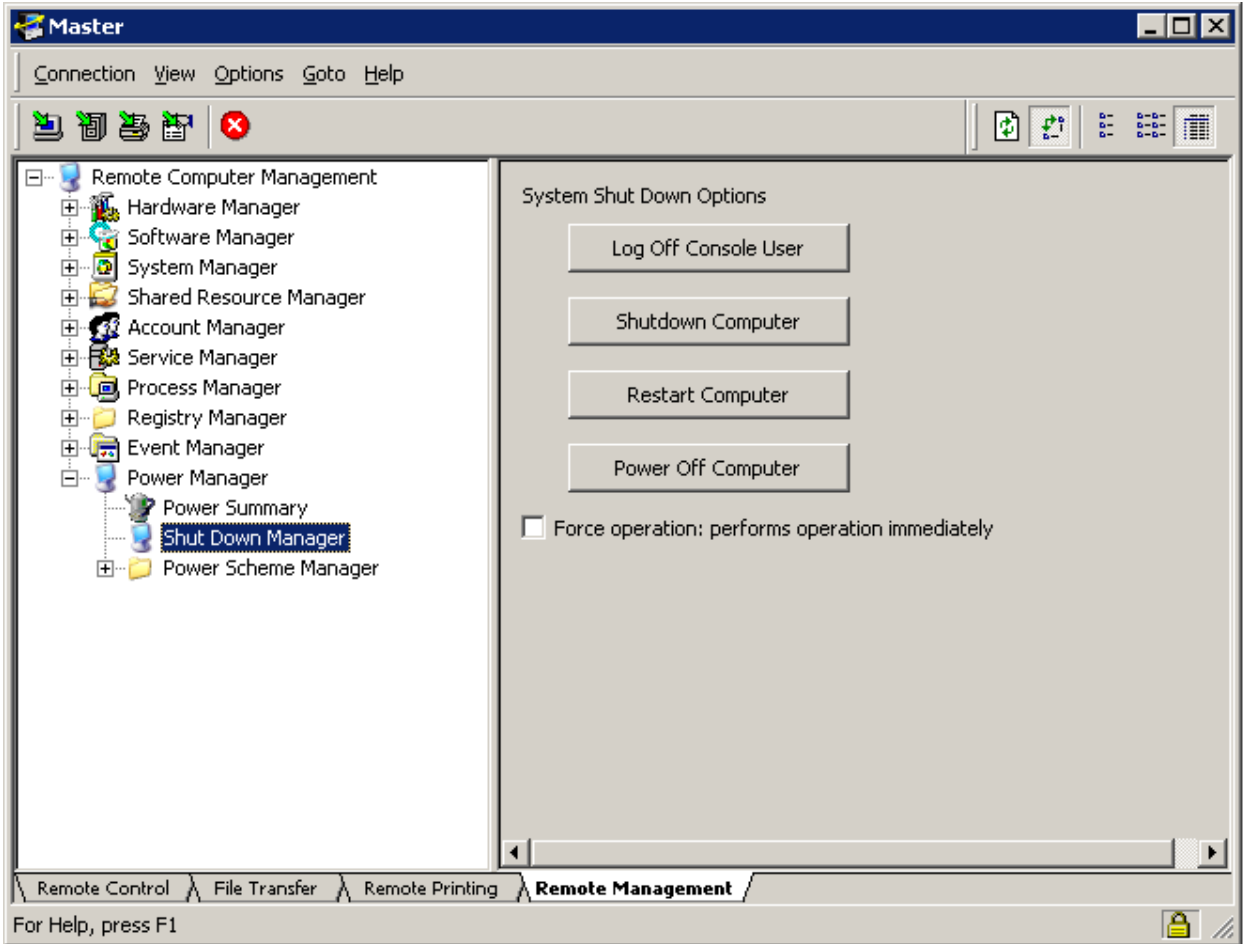 Master
Connection View Options Goto Help
Remote Computer Management
Hardware Manager
Software Manager
System Manager
Shared Resource Manager
Account Manager
Service Manager
Process Manager
Registry Manager
Event Manager
Power Manager
Power Summary
Shut Down Manager
Power Scheme Manager
System Shut Down Options
Log Off Console User
Shutdown Computer
Restart Computer
Power Off Computer
Force operation: performs operation immediately
Remote Control File Transfer Remote Printing Remote Management
For Help, press F1